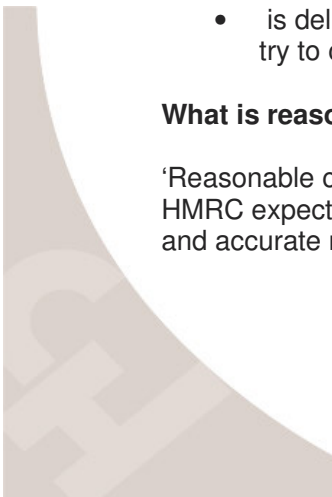 • is del
try to
What is reaso
'Reasonable
HMRC expect
and accurate